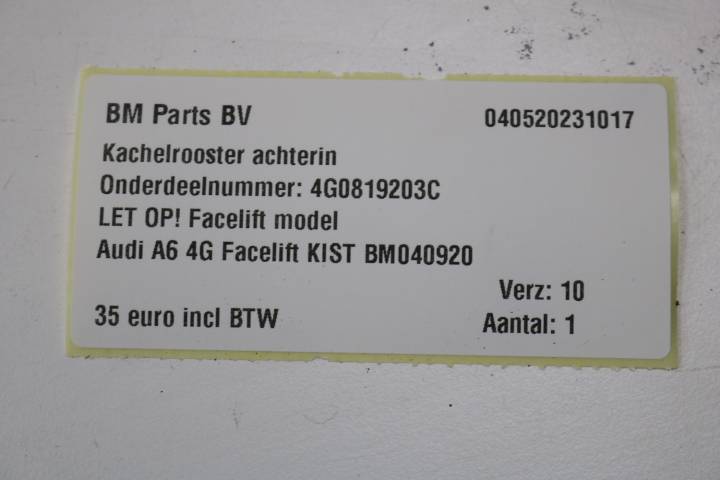 BM Parts BV 040520231017
Kachelrooster achterin
Onderdeelnummer: 4G0819203C
LET OP! Facelift model
Audi A6 4G Facelift KIST BM040920
Verz: 10
35 euro incl BTW Aantal: 1